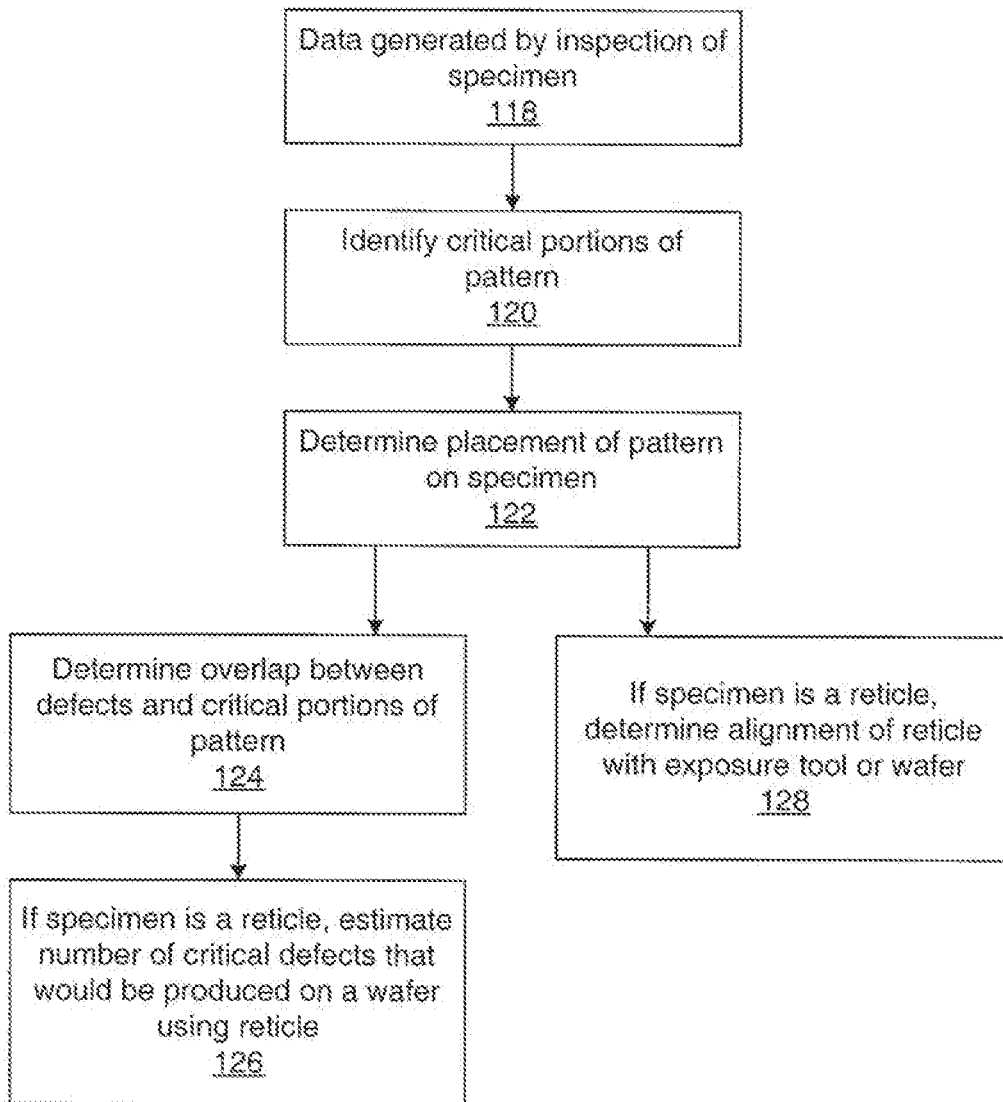 Data generated by inspection of
specimen
118
Identify critical portions of
pattern
120
Determine placement of pattern
on specimen
122
Determine overlap between
defects and critical portions of
pattern
124
If specimen is a reticle,
determine alignment of reticle
with exposure tool or wafer
128
If specimen is a reticle, estimate
number of critical defects that
would be produced on a wafer
using reticle
126